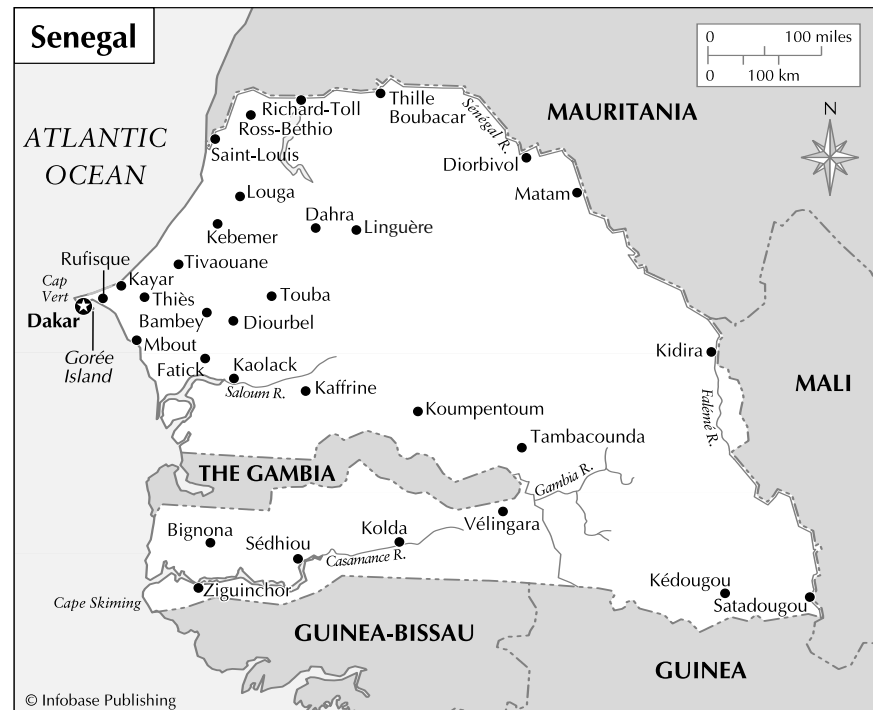 Senegal
0 100 miles
0 100 km
MAURITANIA
N
ATLANTIC
OCEAN
Richard-Toll
Ross-Béthio
Saint-Louis
Thille
Boubacar
Sénégal R.
Diorbivol
Matam
Louga
Dahra
Linguère
Kebemer
Rufisque
Tivaouane
Cap
Vert
Kayar
Thiès
Touba
Dakar
Bambey
Diourbel
Gorée
Island
Mbout
Fatick
Kaolack
Saloum R.
Kaffrine
Kidira
MALI
Falémé R.
Koumpentoum
Tambacounda
THE GAMBIA
Gambia R.
Vélingara
Bignona
Sédhiou
Kolda
Casamance R.
Cape Skiming
Ziguinchor
Kédougou
Satadougou
GUINEA-BISSAU
GUINEA
© Infobase Publishing